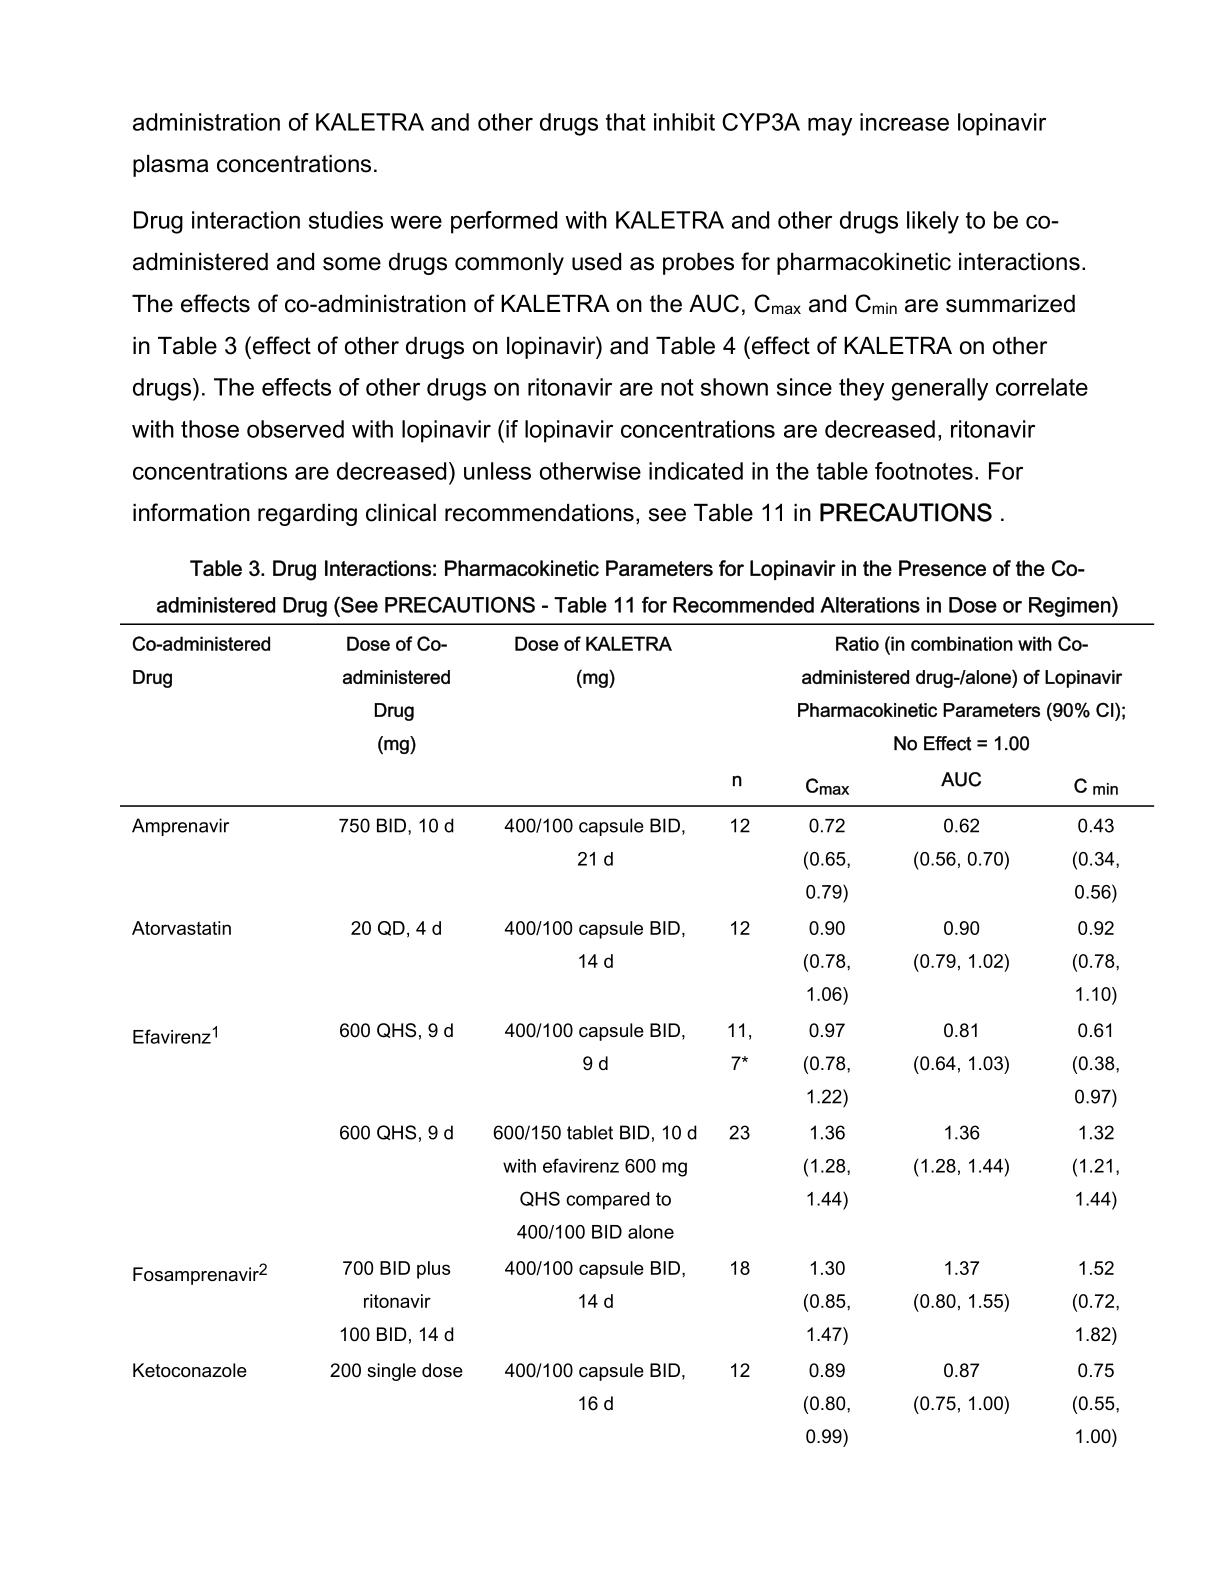 administration of KALETRA and other drugs that inhibit CYP3A may increase lopinavir
plasma concentrations.
Drug interaction studies were performed with KALETRA and other drugs likely to be co-
administered and some drugs commonly used as probes for pharmacokinetic interactions.
The effects of co-administration of KALETRA on the AUC, Cmax and Cmin are summarized
in Table 3 (effect of other drugs on lopinavir) and Table 4 (effect of KALETRA on other
drugs). The effects of other drugs on ritonavir are not shown since they generally correlate
with those observed with lopinavir (if lopinavir concentrations are decreased, ritonavir
concentrations are decreased) unless otherwise indicated in the table footnotes. For
information regarding clinical recommendations, see Table 11 in PRECAUTIONS .
Table 3. Drug Interactions: Pharmacokinetic Parameters for Lopinavir in the Presence of the Co-
administered Drug (See PRECAUTIONS - Table 11 for Recommended Alterations in Dose or Regimen)
Co-administered Dose of Co- Dose of KALETRA Ratio (in combination with Co-
Drug administered (mg) administered drug-/alone) of Lopinavir
Drug Pharmacokinetic Parameters (90% CI);
(mg) No Effect = 1.00
n Cmax AUC C min
Amprenavir 750 BID, 10 d 400/100 capsule BID, 12 0.72 0.62 0.43
21 d (0.65, (0.56, 0.70) (0.34,
0.79) 0.56)
Atorvastatin 20 QD, 4 d 400/100 capsule BID, 12 0.90 0.90 0.92
14 d (0.78, (0.79, 1.02) (0.78,
1.06) 1.10)
Efavirenz1 600 QHS, 9 d 400/100 capsule BID, 11, 0.97 0.81 0.61
9 d 7* (0.78, (0.64, 1.03) (0.38,
1.22) 0.97)
600 QHS, 9 d 600/150 tablet BID, 10 d 23 1.36 1.36 1.32
with efavirenz 600 mg (1.28, (1.28, 1.44) (1.21,
QHS compared to 1.44) 1.44)
400/100 BID alone
Fosamprenavir2 700 BID plus 400/100 capsule BID, 18 1.30 1.37 1.52
ritonavir 14 d (0.85, (0.80, 1.55) (0.72,
100 BID, 14 d 1.47) 1.82)
Ketoconazole 200 single dose 400/100 capsule BID, 12 0.89 0.87 0.75
16 d (0.80, (0.75, 1.00) (0.55,
0.99) 1.00)